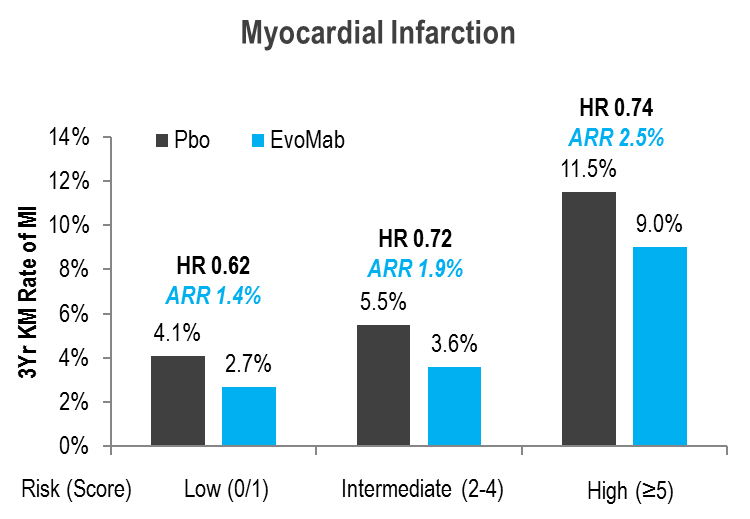 Myocardial Infarction
HR 0.74
ARR 2.5%
14%
Pbo
EvoMab
11.5%
12%
10%
9.0%
HR 0.72
ARR 1.9%
8%
HR 0.62
ARR 1.4%
5.5%
6%
4.1%
3.6%
2.7%
4%
2%
0%
3Yr KM Rate of MI
Risk (Score)
Low (0/1)
Intermediate (2-4)
High (≥5)